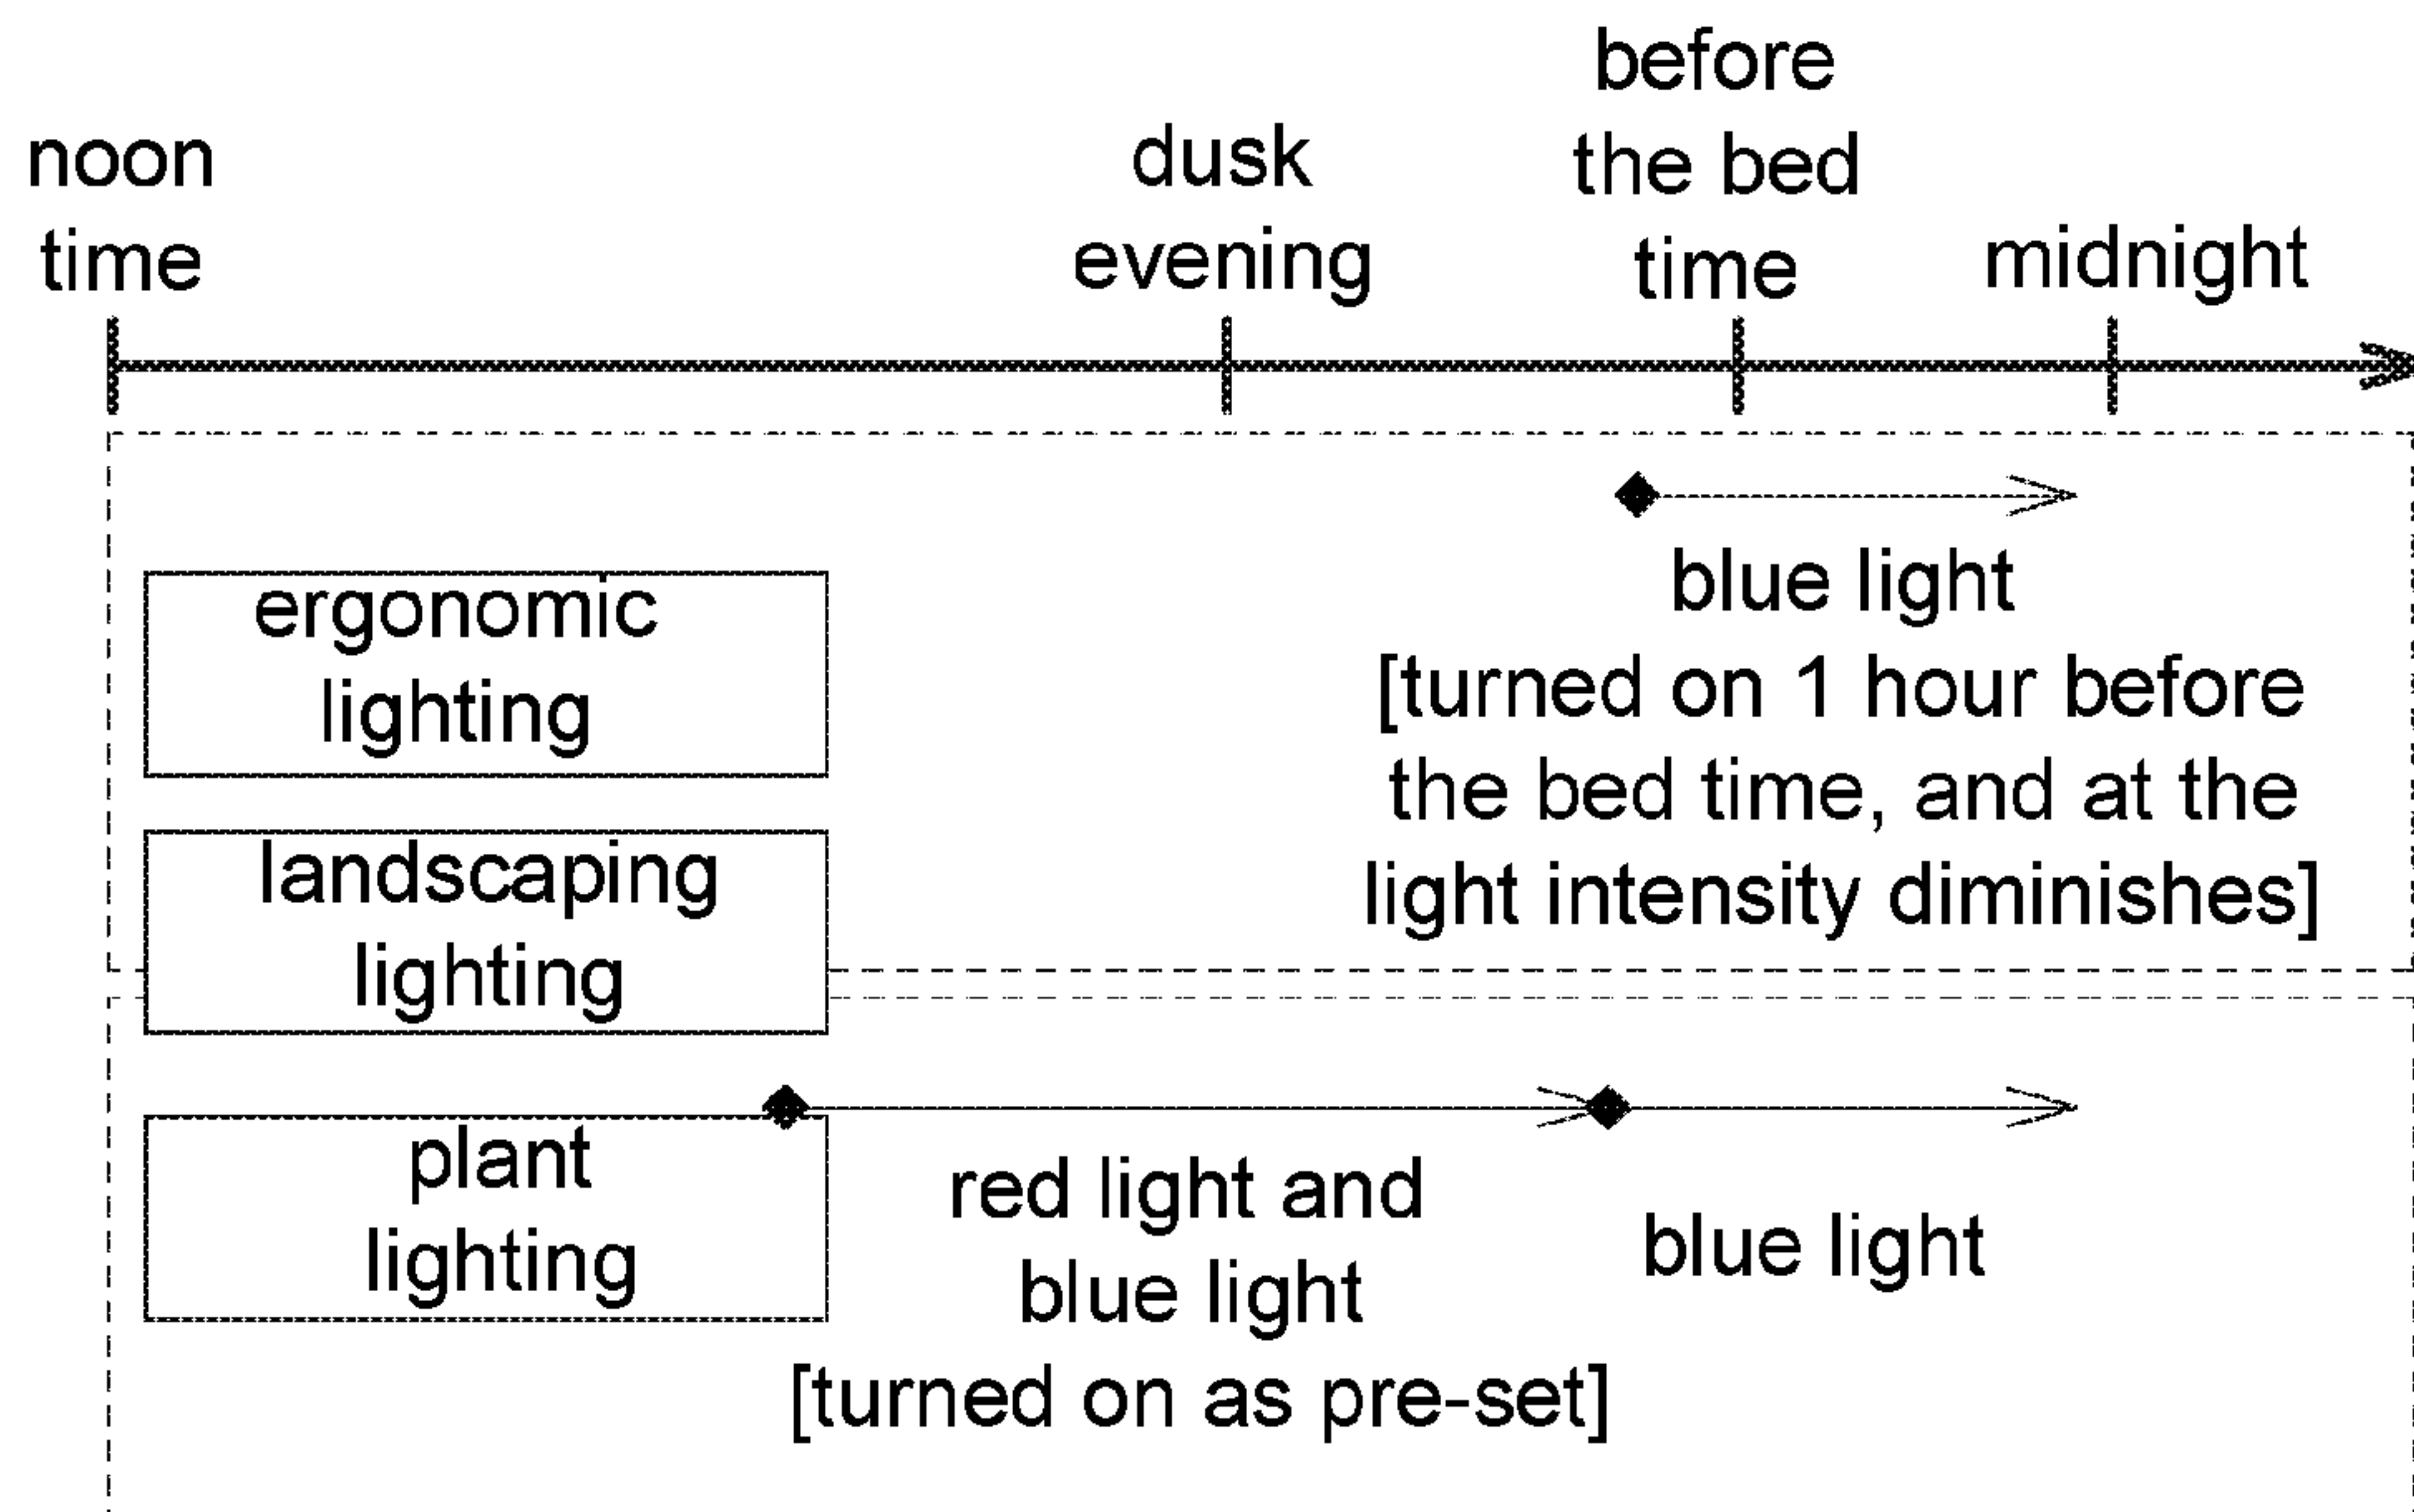 noon
time
dusk
evening
before
the bed
time
midnight
ergonomic
lighting
blue light
[turned on 1 hour before
the bed time, and at the
light intensity diminishes]
landscaping
lighting
plant
lighting
red light and
blue light
[turned on as pre-set]
blue light